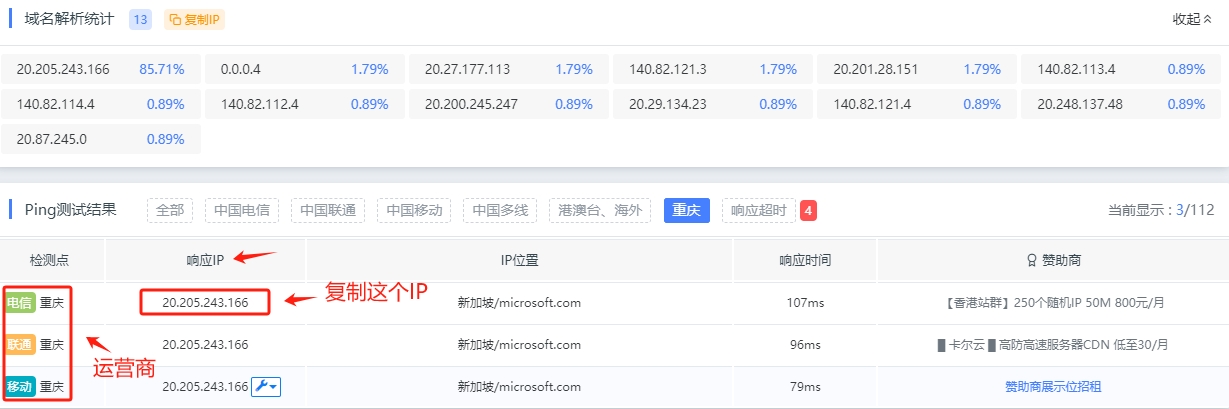 域名解析统计 13 复制IP 收起
20.205.243.166 85.71% 0.0.0.4 1.79% 20.27.177.113 1.79% 140.82.121.3 1.79% 20.201.28.151 1.79% 140.82.113.4 0.89%
140.82.114.4 0.89% 140.82.112.4 0.89% 20.200.245.247 0.89% 20.29.134.23 0.89% 140.82.121.4 0.89% 20.248.137.48 0.89%
20.87.245.0 0.89%
Ping测试结果 全部 中国电信 中国联通 中国移动 中国多线 港澳台、海外 重庆 响应超时 4 当前显示 : 3/112
检测点 响应IP IP位置 响应时间 赞助商
复制这个IP
电信 重庆 20.205.243.166 新加坡/microsoft.com 107ms 【香港站群】250个随机IP 50M 800元/月
联通 重庆 20.205.243.166 新加坡/microsoft.com 96ms █ 卡尔云 █ 高防高速服务器CDN 低至30/月
运营商
移动 重庆 20.205.243.166 新加坡/microsoft.com 79ms 赞助商展示位招租